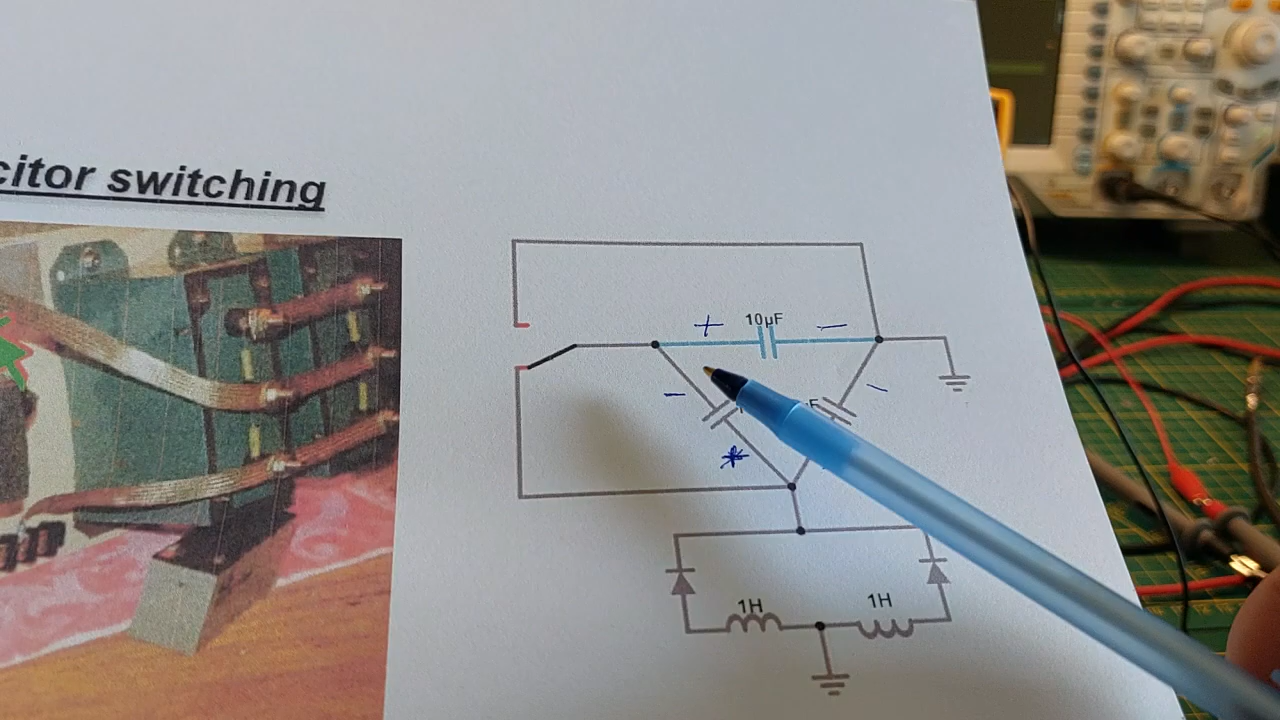 citor switching
+
10µF
−
−
F
1H
1H